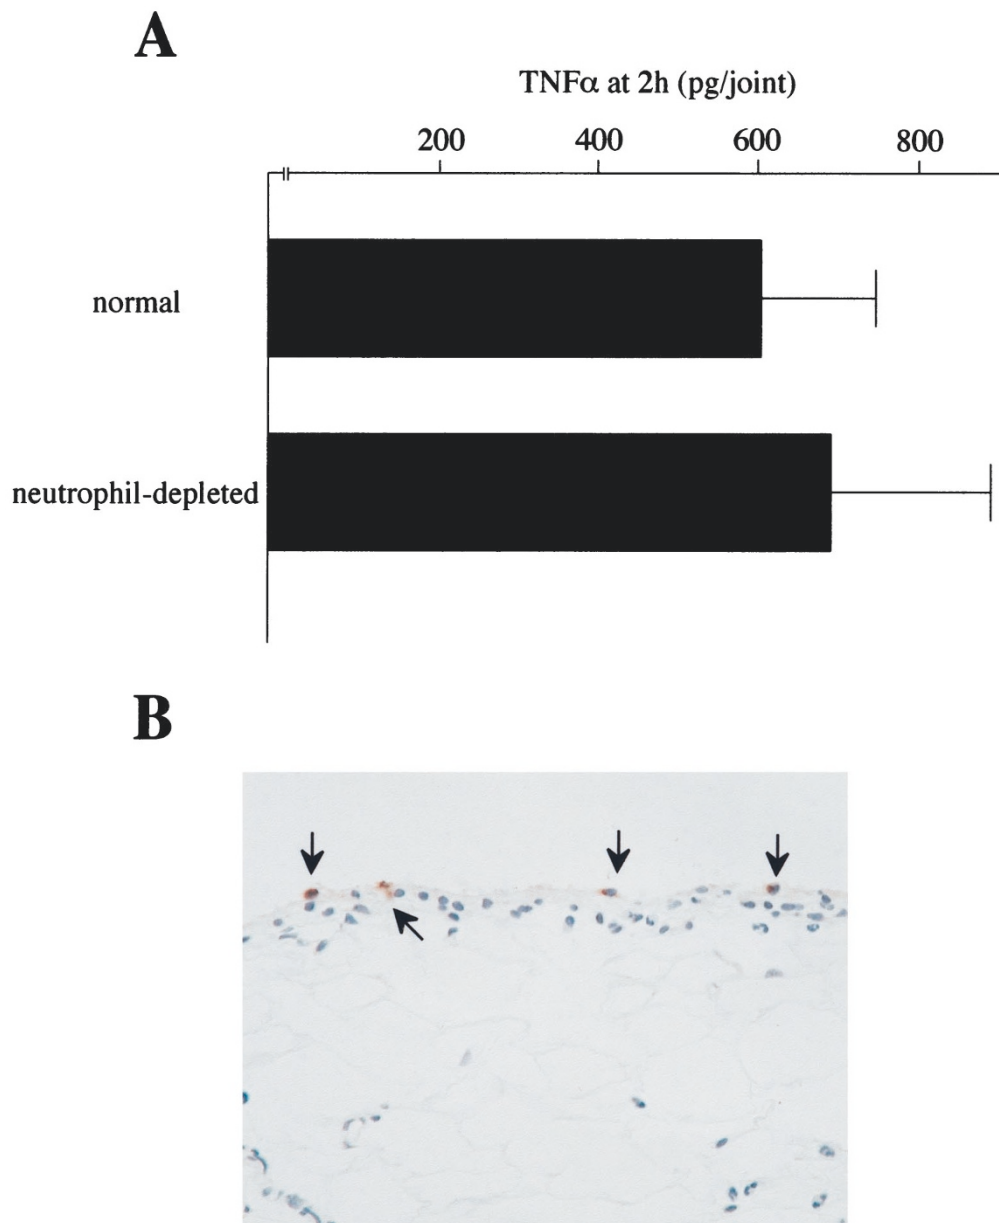 A
TNFα at 2h (pg/joint)
200 400 600 800
normal
neutrophil-depleted
B